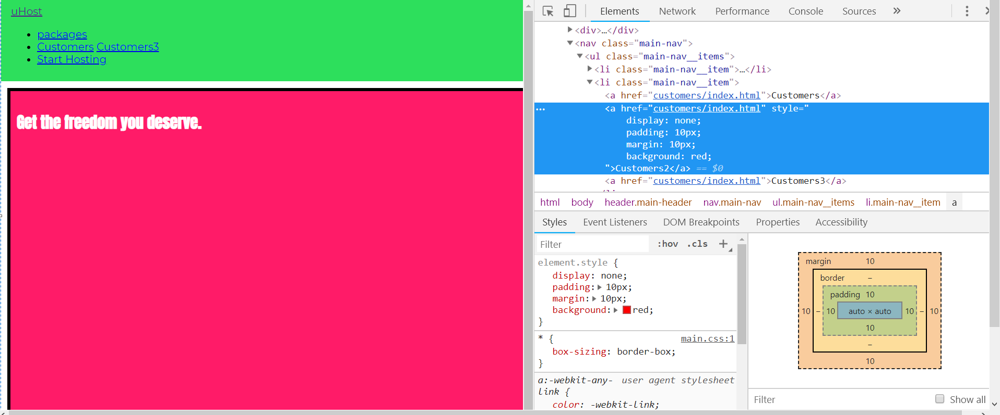 uHost
packages
Customers Customers3
Start Hosting
Get the freedom you deserve.
Elements Network Performance Console Sources »
<div>…</div>
<nav class="main-nav">
<ul class="main-nav__items">
<li class="main-nav__item">…</li>
<li class="main-nav__item">
<a href="customers/index.html">Customers</a>
… <a href="customers/index.html" style="
display: none;
padding: 10px;
margin: 10px;
background: red;
">Customers2</a> == $0
<a href="customers/index.html">Customers3</a>
html body header.main-header nav.main-nav ul.main-nav__items li.main-nav__item a
Styles Event Listeners DOM Breakpoints Properties Accessibility
Filter :hov .cls +
element.style {
display: none;
padding: 10px;
margin: 10px;
background: red;
}
* { main.css:1
box-sizing: border-box;
}
a:-webkit-any- user agent stylesheet
link {
color: -webkit-link;
margin 10
border –
padding 10
10 – 10 auto × auto 10 – 10
10
–
10
Filter Show all